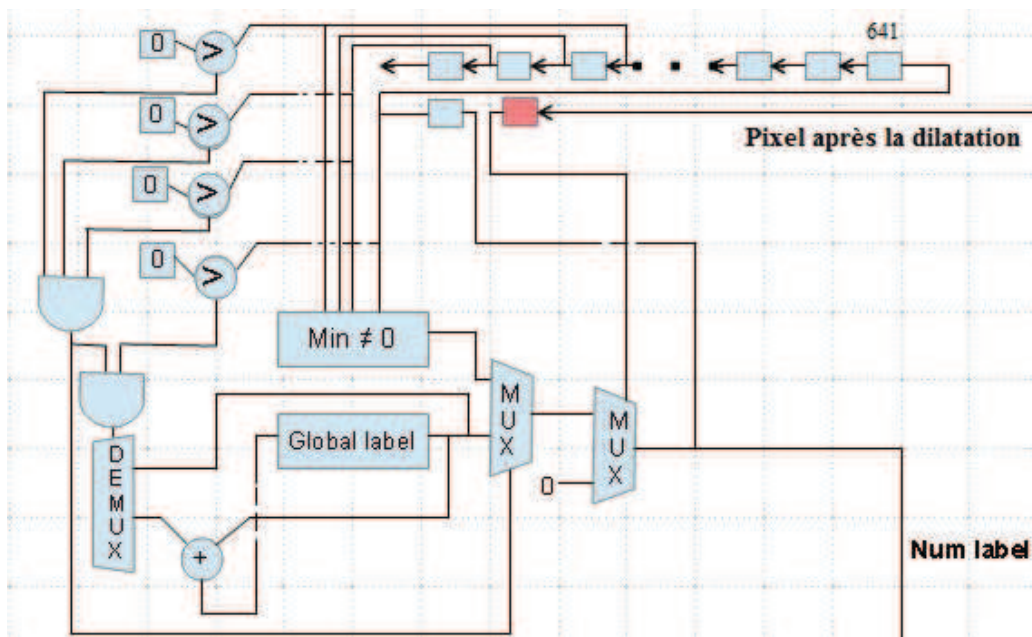 0 >
641
0 >
Pixel après la dilatation
0 >
0 >
Min ≠ 0
MUX
MUX
Global label
DEMUX
0
+
Num label